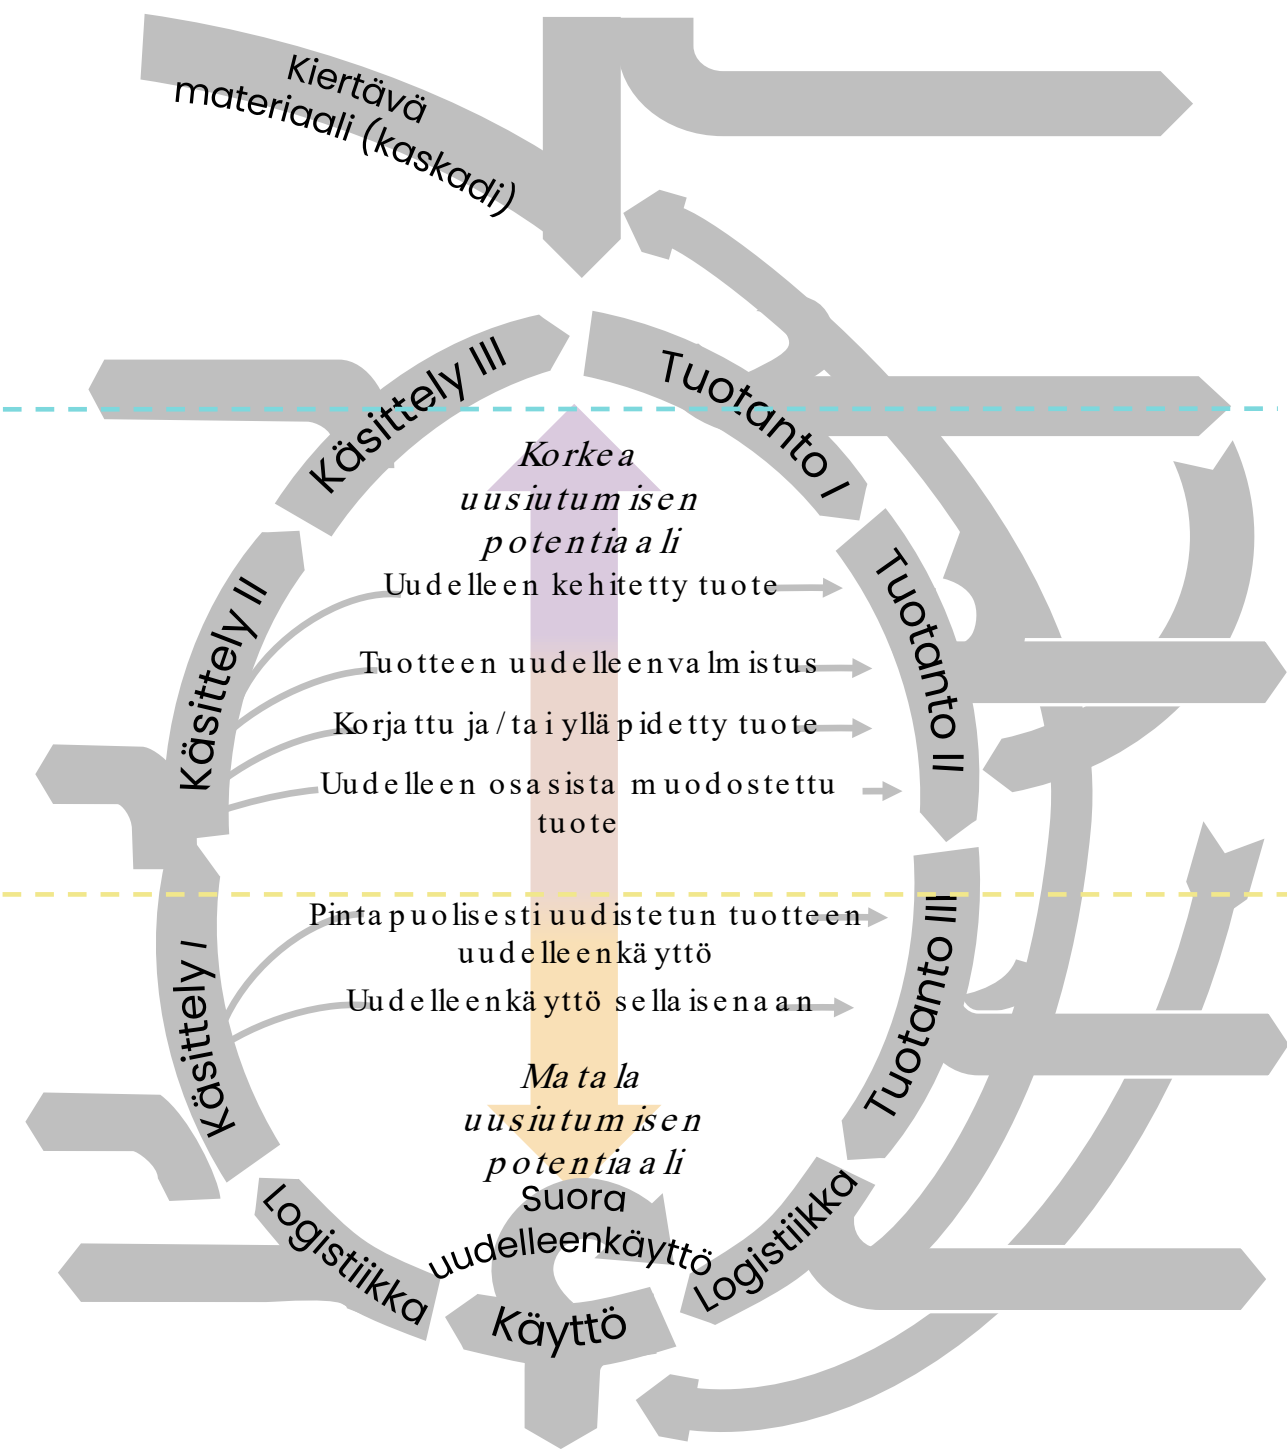 Kiertävä
materiaali (kaskadi)
Käsittely III
Tuotanto I
Korkea
uusiutumisen
potentiaali
Uudelleen kehitetty tuote
Tuotanto II
Käsittely II
Tuotteen uudelleenvalmistus
Korjattu ja/tai ylläpidetty tuote
Uudelleen osasista muodostettu
tuote
Pintapuolisesti uudistetun tuotteen
uudelleenkäyttö
Tuotanto III
Käsittely I
Uudelleenkäyttö sellaisenaan
Matala
uusiutumisen
potentiaali
Suora
uudelleenkäyttö
Logistiikka
Logistiikka
Käyttö